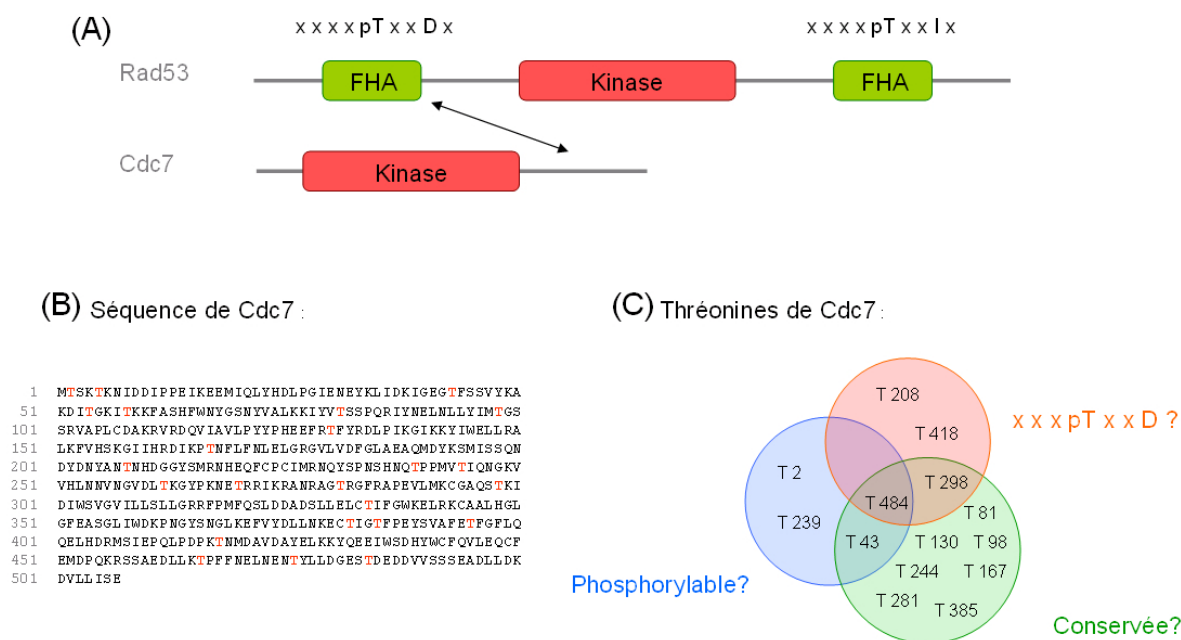 (A)
x x x x pT x x D x
x x x x pT x x I x
Rad53
FHA
Kinase
FHA
Cdc7
Kinase
(B) Séquence de Cdc7 :
1 MTSKTKNIDDIPPEIKEEMIQLYHDLPGIENEYKLIDKIGEGTFSSVYKA
51 KDITGKITKKFASHFWNYGSNYVALKKIYVTSSPQRIYNELNLLYIMTGS
101 SRVAPLCDAKRVRDQVIAVLPYYPHEEFRTFYRDLPIKGIKKYIWELLRA
151 LKFVHSKGIIHRDIKPTNFLFNLELGRGVLVDFGLAEAQMDYKSMISSQN
201 DYDNYANTNHDGGYSMRNHEQFCPCIMRNQYSPNSHNQTPPMVTIQNGKV
251 VHLNNVNGVDLTKGYPKNETRRIKRANRAGTRGFRAPEVLMKCGAQSTKI
301 DIWSVGVILLSLLGRRFPMFQSLDDADSLLELCTIFGWKELRKCAALHGL
351 GFEASGLIWDKPNGYSNGLKEFVYDLLNKECTIGTFPEYSVAFETFGFLQ
401 QELHDRMSIEPQLPDPKTNMDAVDAYELKKYQEEIWSDHYWCFQVLEQCF
451 EMDPQKRSSAEDLLKTPFFNELNENTYLLDGESTDEDDVVSSSEADLLDK
501 DVLLISE
(C) Thréonines de Cdc7 :
T 208
T 418
x x x pT x x D ?
T 2
T 298
T 484
T 81
T 239
T 43
T 130
T 98
T 244
T 167
T 281
T 385
Phosphorylable?
Conservée?